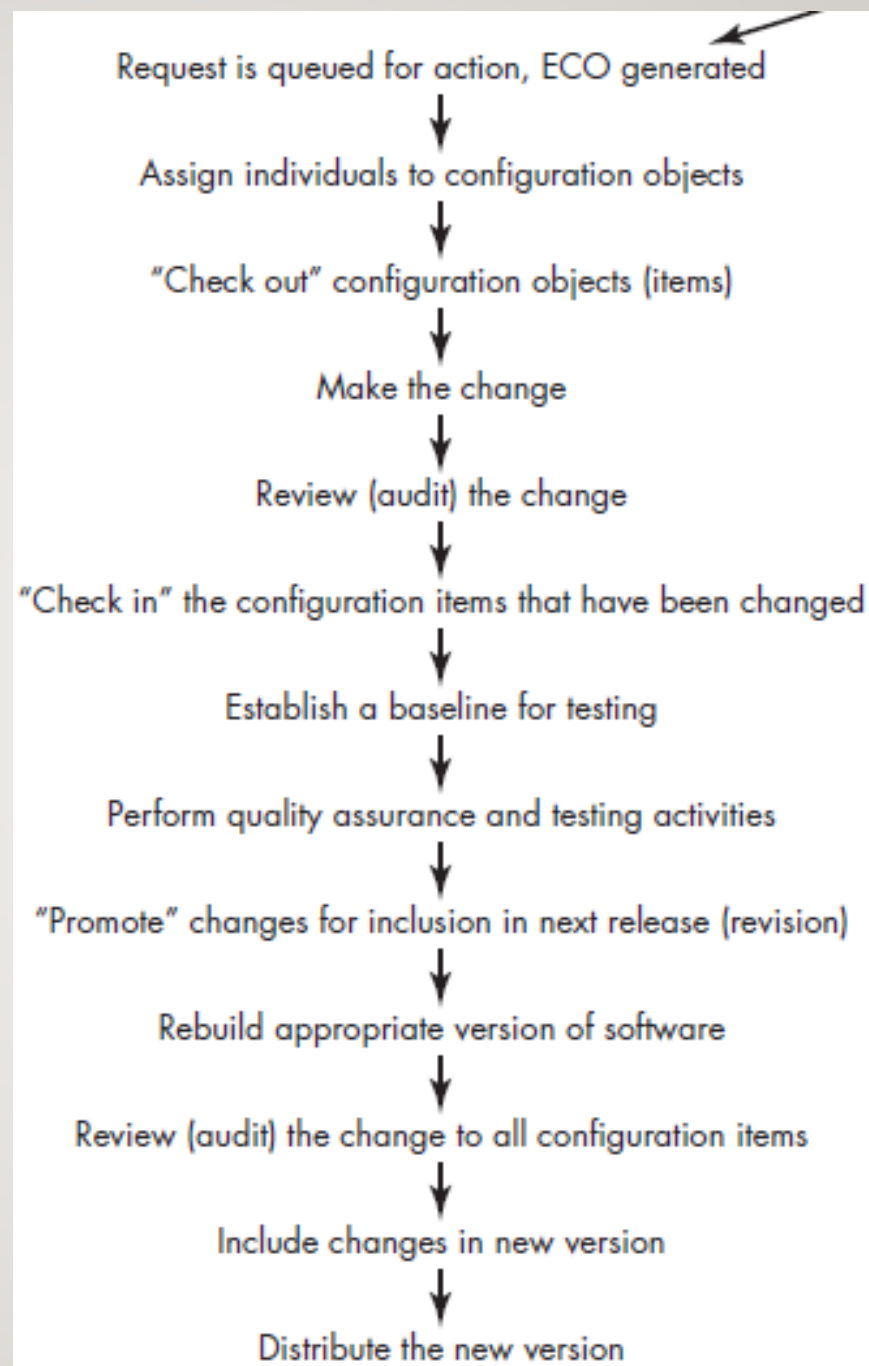 Request is queued for action, ECO generated
Assign individuals to configuration objects
“Check out” configuration objects (items)
Make the change
Review (audit) the change
“Check in” the configuration items that have been changed
Establish a baseline for testing
Perform quality assurance and testing activities
“Promote” changes for inclusion in next release (revision)
Rebuild appropriate version of software
Review (audit) the change to all configuration items
Include changes in new version
Distribute the new version